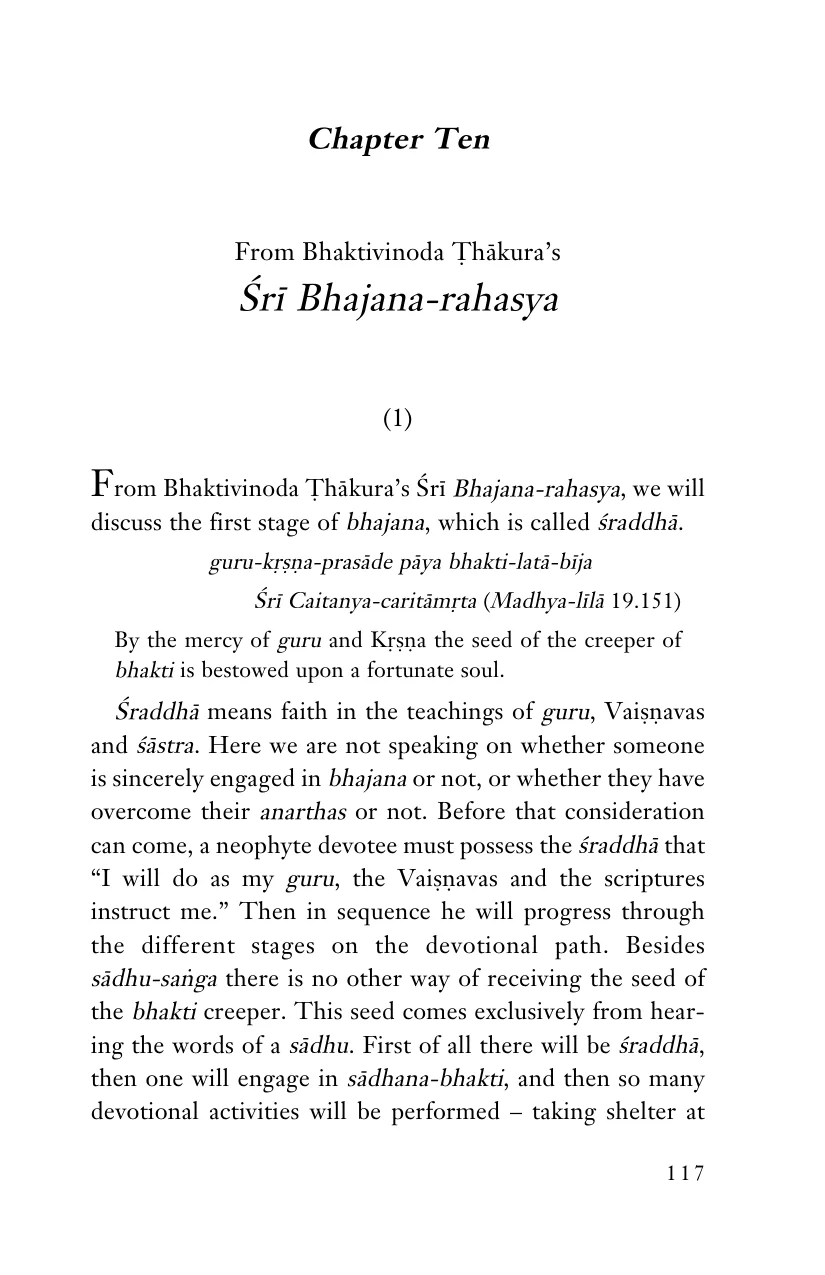 Chapter Ten
From Bhaktivinoda Ṭhākura’s
Śrī Bhajana-rahasya
(1)
From Bhaktivinoda Ṭhākura’s Śrī Bhajana-rahasya, we will
discuss the first stage of bhajana, which is called śraddhā.
guru-kṛṣṇa-prasāde pāya bhakti-latā-bīja
Śrī Caitanya-caritāmṛta (Madhya-līlā 19.151)
By the mercy of guru and Kṛṣṇa the seed of the creeper of
bhakti is bestowed upon a fortunate soul.
Śraddhā means faith in the teachings of guru, Vaiṣṇavas
and śāstra. Here we are not speaking on whether someone
is sincerely engaged in bhajana or not, or whether they have
overcome their anarthas or not. Before that consideration
can come, a neophyte devotee must possess the śraddhā that
“I will do as my guru, the Vaiṣṇavas and the scriptures
instruct me.” Then in sequence he will progress through
the different stages on the devotional path. Besides
sādhu-saṅga there is no other way of receiving the seed of
the bhakti creeper. This seed comes exclusively from hear-
ing the words of a sādhu. First of all there will be śraddhā,
then one will engage in sādhana-bhakti, and then so many
devotional activities will be performed – taking shelter at
117